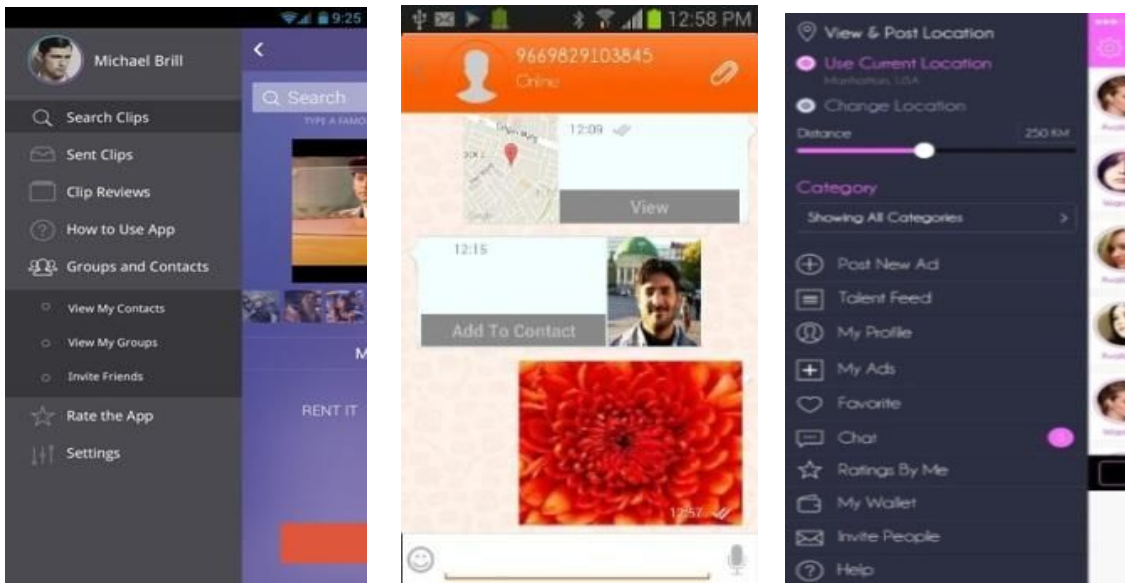 9:25
Michael Brill
Search Clips
Sent Clips
Clip Reviews
How to Use App
Groups and Contacts
View My Contacts
View My Groups
Invite Friends
Rate the App
Settings
Search
TYPE A FAMO
M
RENT IT
12:58 PM
9669829103845
Online
12:09
View
12:15
Add To Contact
12:57
View & Post Location
Use Current Location
Manhattan, USA
Change Location
Distance 250 KM
Category
Showing All Categories
Post New Ad
Talent Feed
My Profile
My Ads
Favorite
Chat
Ratings By Me
My Wallet
Invite People
Help